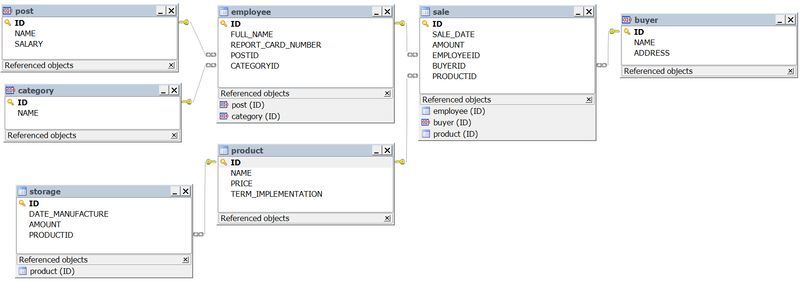 post
ID
NAME
SALARY
Referenced objects
category
ID
NAME
Referenced objects
employee
ID
FULL_NAME
REPORT_CARD_NUMBER
POSTID
CATEGORYID
Referenced objects
post (ID)
category (ID)
sale
ID
SALE_DATE
AMOUNT
EMPLOYEEID
BUYERID
PRODUCTID
Referenced objects
employee (ID)
buyer (ID)
product (ID)
buyer
ID
NAME
ADDRESS
Referenced objects
product
ID
NAME
PRICE
TERM_IMPLEMENTATION
Referenced objects
storage
ID
DATE_MANUFACTURE
AMOUNT
PRODUCTID
Referenced objects
product (ID)